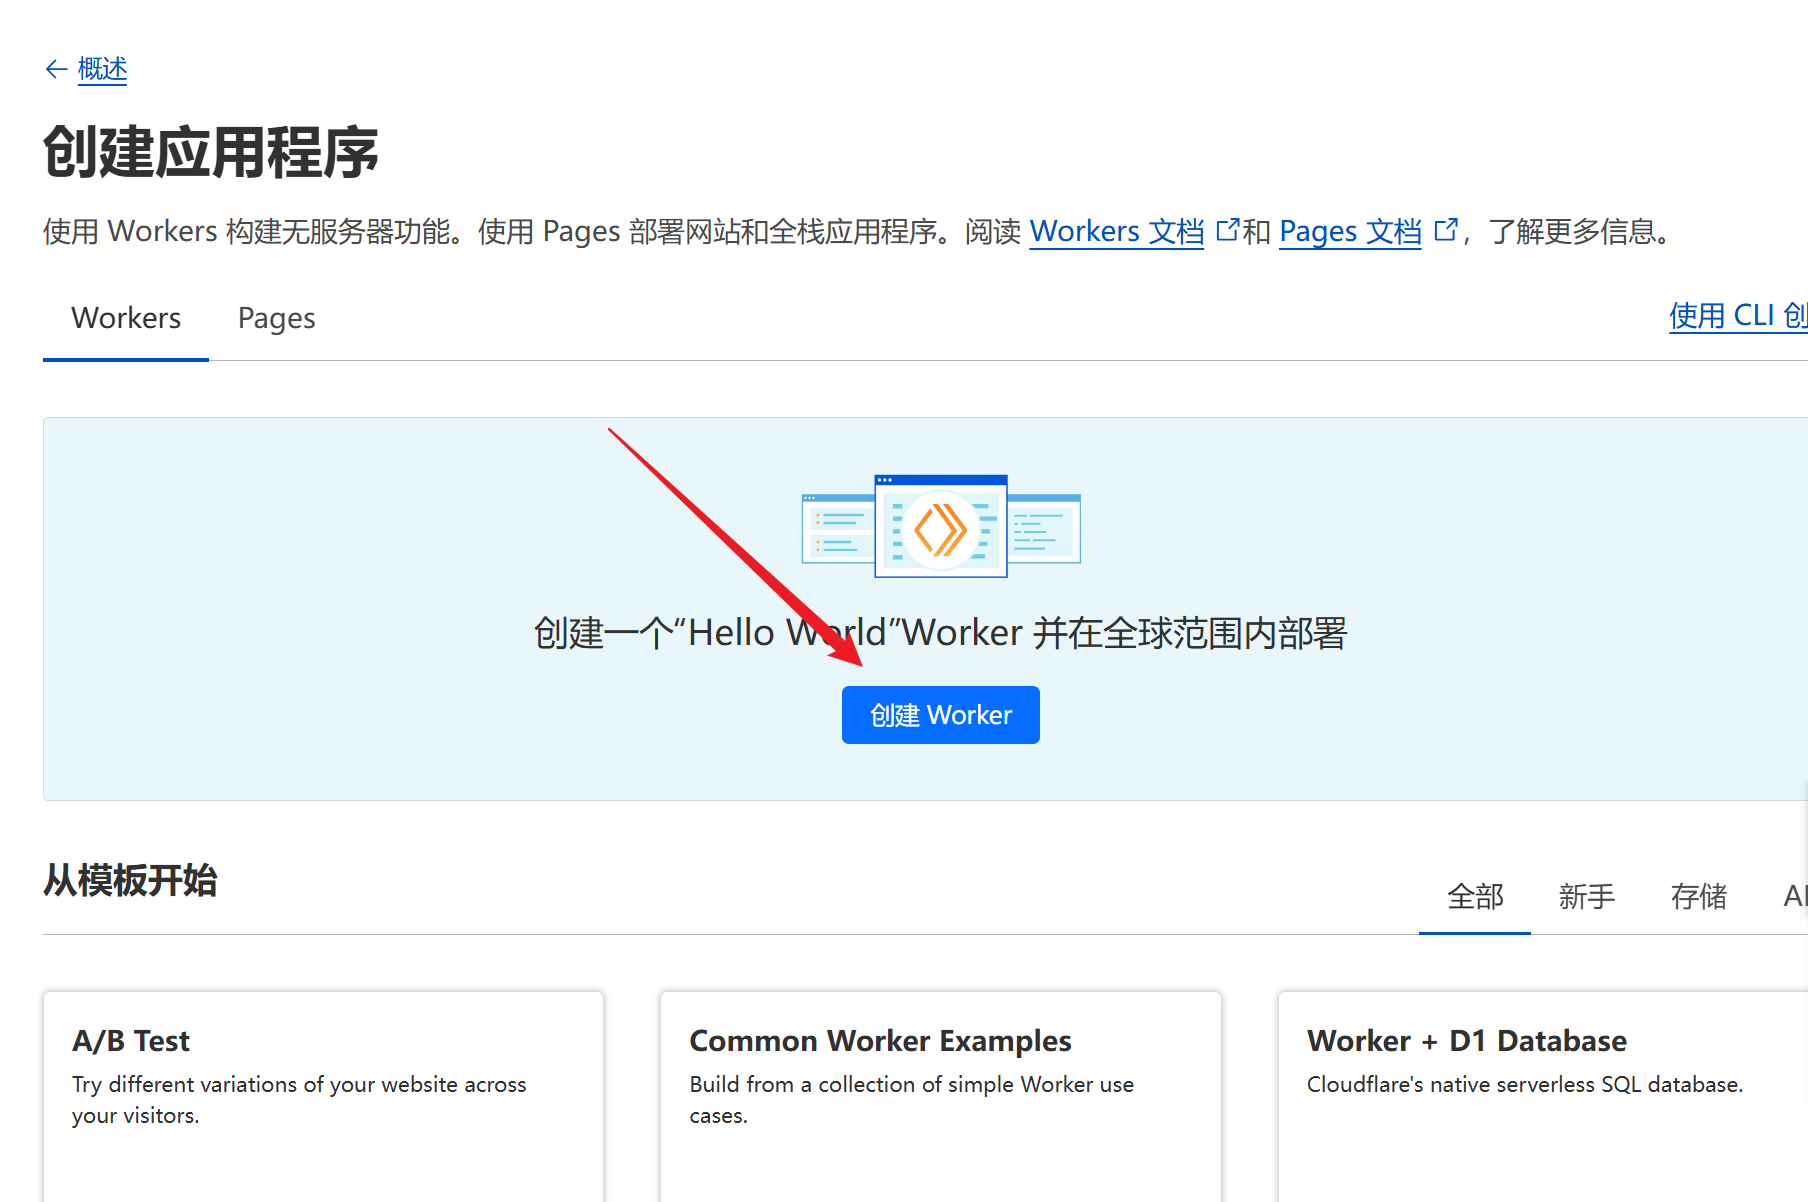 ← 概述
创建应用程序
使用 Workers 构建无服务器功能。使用 Pages 部署网站和全栈应用程序。阅读 Workers 文档 和 Pages 文档 ，了解更多信息。
Workers Pages 使用 CLI 创
创建一个“Hello World”Worker 并在全球范围内部署
创建 Worker
从模板开始
全部 新手 存储
A/B Test
Try different variations of your website across
your visitors.
Common Worker Examples
Build from a collection of simple Worker use
cases.
Worker + D1 Database
Cloudflare's native serverless SQL database.